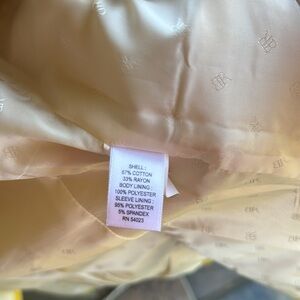 SHELL :
67% COTTON
33% RAYON
BODY LINING :
100% POLYESTER
SLEEVE LINING :
95% POLYESTER
5% SPANDEX
RN 54023